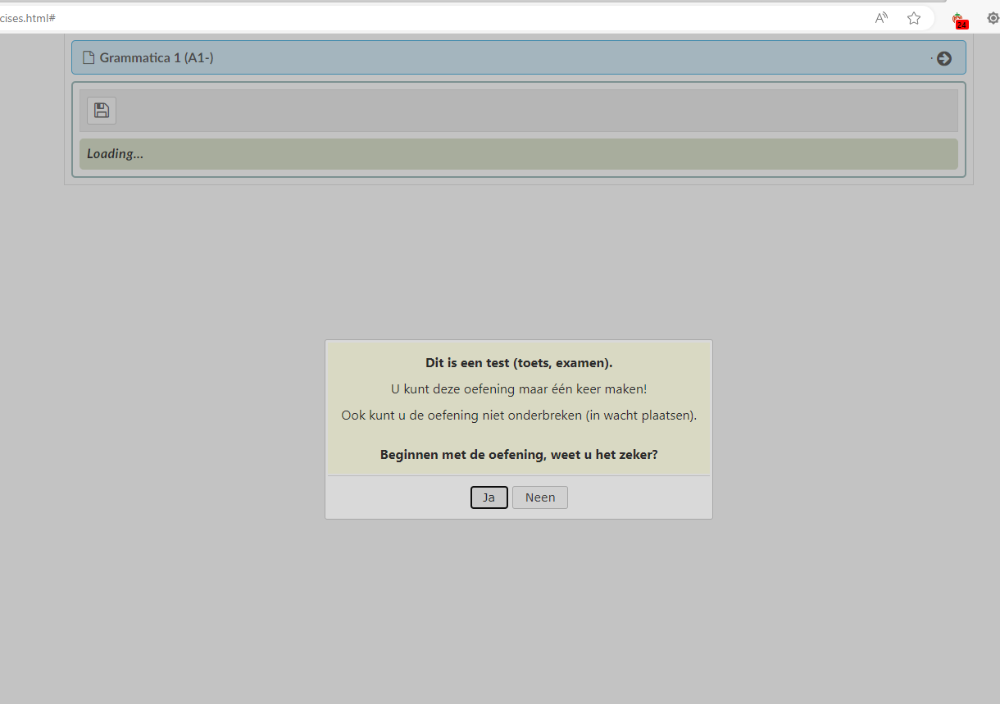 cises.html#
24
Grammatica 1 (A1-)
Loading...
Dit is een test (toets, examen).
U kunt deze oefening maar één keer maken!
Ook kunt u de oefening niet onderbreken (in wacht plaatsen).
Beginnen met de oefening, weet u het zeker?
Ja Neen